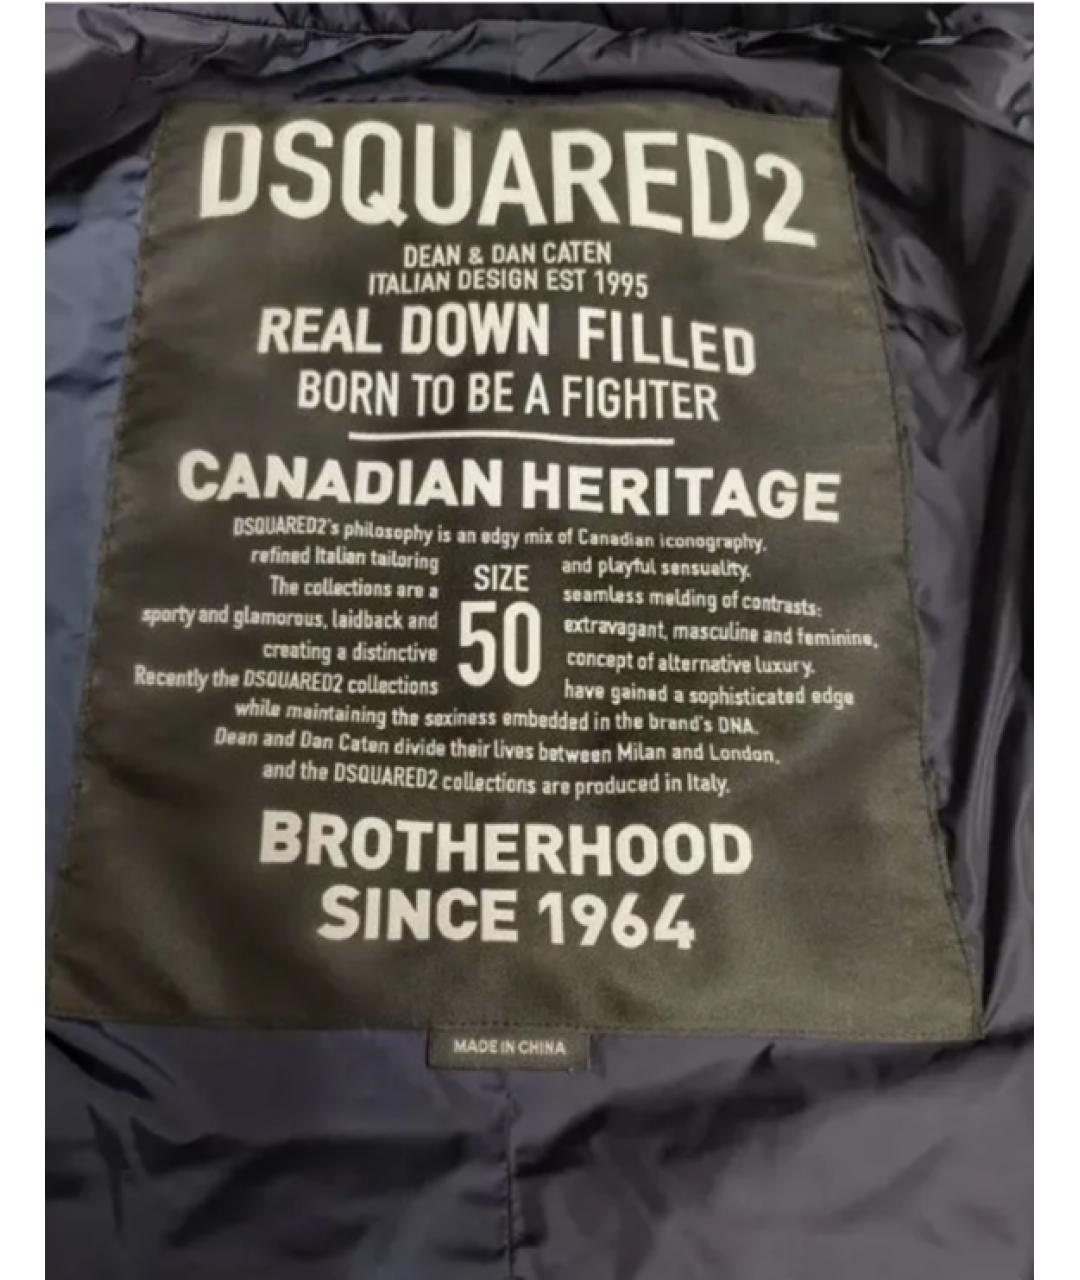 DSQUARED2
DEAN & DAN CATEN
ITALIAN DESIGN EST 1995
REAL DOWN FILLED
BORN TO BE A FIGHTER
CANADIAN HERITAGE
DSQUARED2's philosophy is an edgy mix of Canadian iconography.
refined Italian tailoring and playful sensuality.
The collections are a seamless melding of contrasts:
sporty and glamorous, laidback and extravagant, masculine and feminine,
creating a distinctive concept of alternative luxury.
Recently the DSQUARED2 collections have gained a sophisticated edge
SIZE
50
while maintaining the sexiness embedded in the brand's DNA.
Dean and Dan Caten divide their lives between Milan and London,
and the DSQUARED2 collections are produced in Italy.
BROTHERHOOD
SINCE 1964
MADE IN CHINA